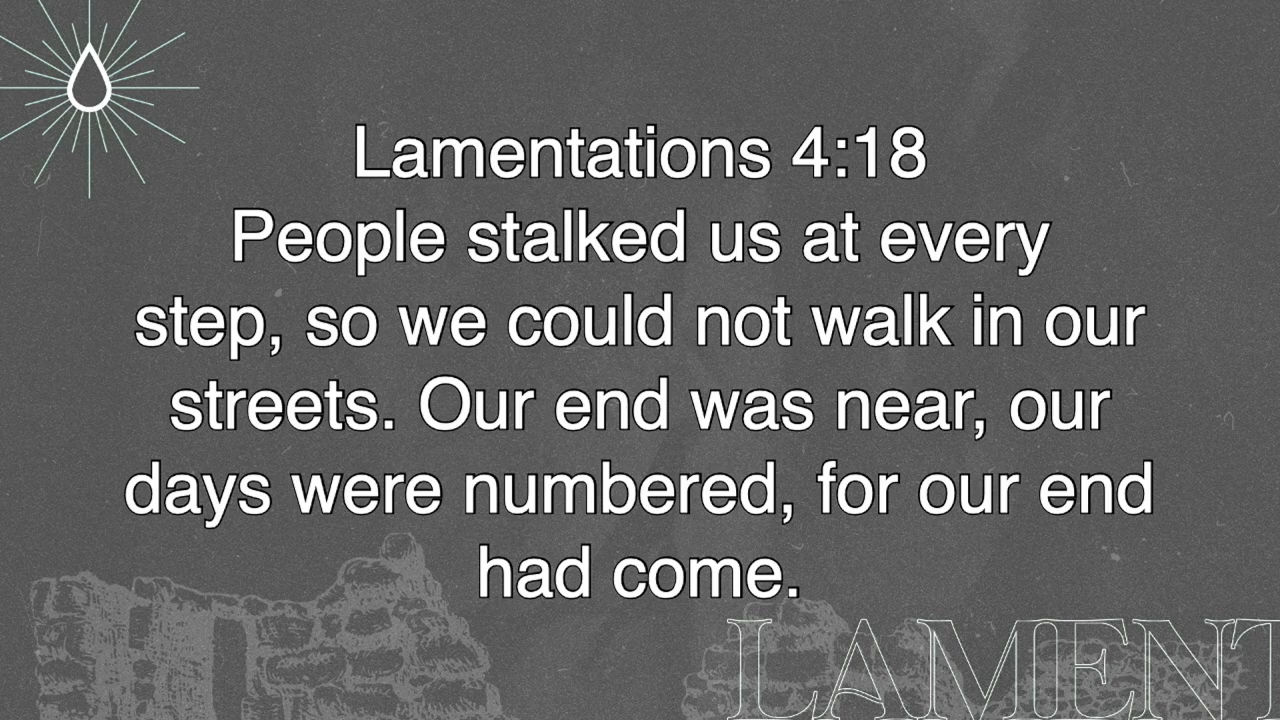 Lamentations 4:18
People stalked us at every
step, so we could not walk in our
streets. Our end was near, our
days were numbered, for our end
had come.
LAMENT